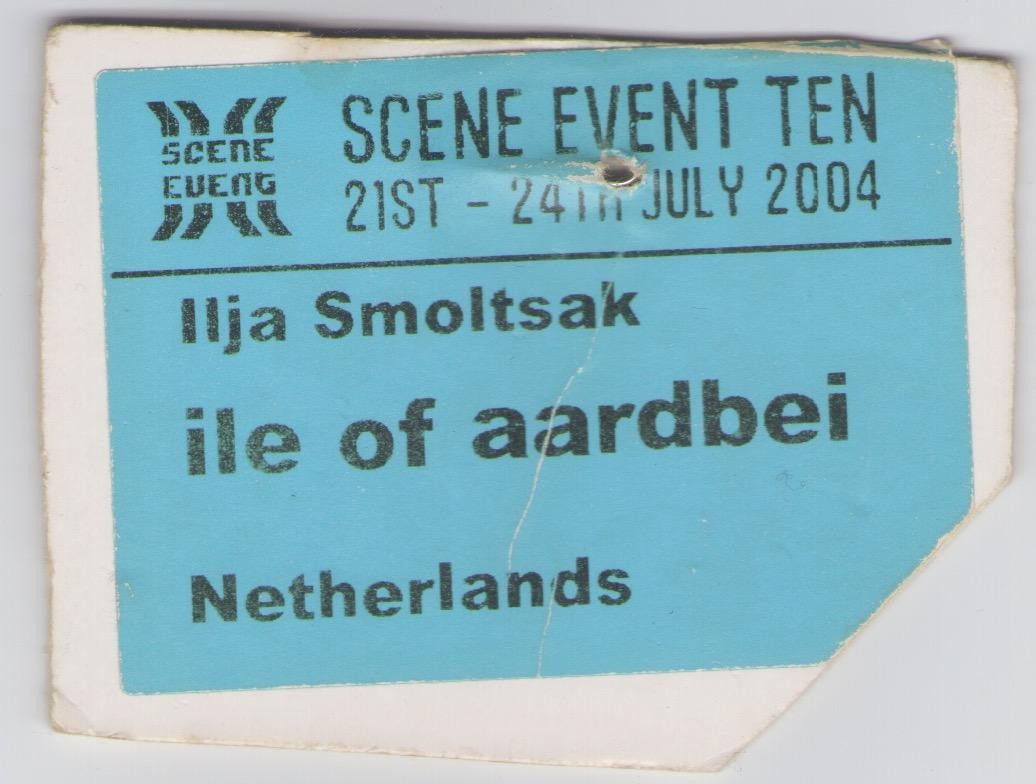 SCENE
EVENT
SCENE EVENT TEN
21ST - 24TH JULY 2004
Ilja Smoltsak
ile of aardbei
Netherlands